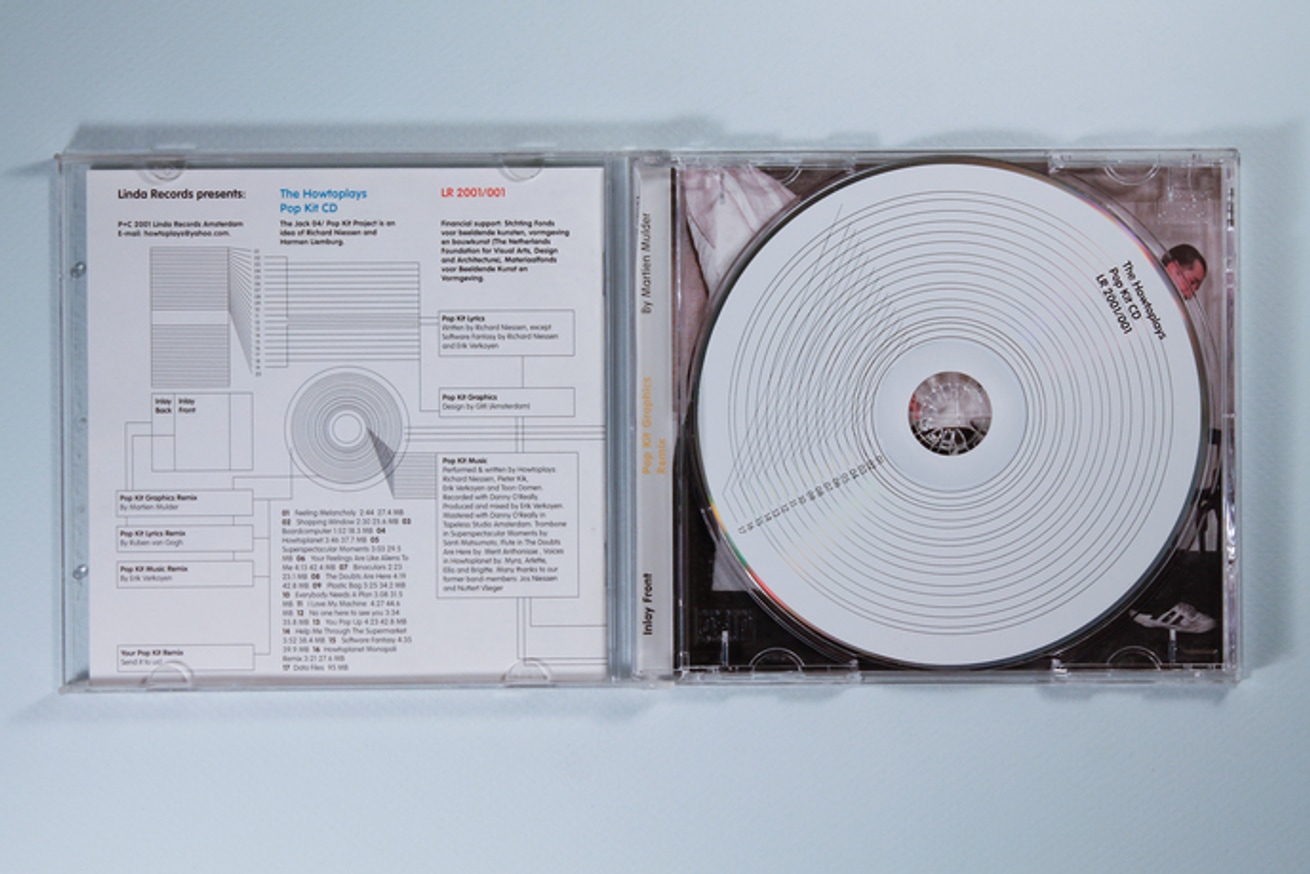 Linda Records presents:
P+C 2001 Linda Records Amsterdam
E-mail: howtoplays@yahoo.com.
The Howtoplays
Pop Kit CD
The Jack 04/ Pop Kit Project is an
idea of Richard Niessen and
Harmen Liemburg.
LR 2001/001
Financial support: Stichting Fonds
voor beeldende kunsten, vormgeving
en bouwkunst (The Netherlands
Foundation for Visual Arts, Design
and Architecture), Materiaalfonds
voor Beeldende Kunst en
Vormgeving.
Pop Kit Lyrics
Written by Richard Niessen, except
Software Fantasy by Richard Niessen
and Erik Verkoyen
Pop Kit Graphics
Design by GMI (Amsterdam)
Inlay Back
Inlay Front
Pop Kit Music
Performed & written by Howtoplays:
Richard Niessen, Pieter Kik,
Erik Verkoyen and Toon Oomen.
Recorded with Danny O'Really
Produced and mixed by Erik Verkoyen.
Mastered with Danny O'Really in
Tapeless Studio Amsterdam. Trombone
in Superspectacular Moments by:
Santi Matsumoto, Flute in The Doubts
Are Here by: Werit Anthonisse, Voices
in Howtoplanet by: Myra, Arlette,
Ella and Brigitte. Many thanks to our
former band-members: Jos Niessen
and Nuttert Vlieger
Pop Kit Graphics Remix
By Martien Mulder
Pop Kit Lyrics Remix
By Ruben van Gogh
Pop Kit Music Remix
By Erik Verkoyen
Your Pop Kit Remix
Send it to us!
01 Feeling Melancholy 2:44 27.4 MB
02 Shopping Window 2:30 25.6 MB 03
Boardcomputer 1:52 18.3 MB 04
Howtoplanet 3:46 37.7 MB 05
Superspectacular Moments 3:03 29.5
MB 06 Your Feelings Are Like Aliens To
Me 4:13 42.4 MB 07 Binoculars 2:23
23.1 MB 08 The Doubts Are Here 4:19
42.8 MB 09 Plastic Bag 3:25 34.2 MB
10 Everybody Needs A Plan 3:08 31.5
MB 11 I Love My Machine 4:27 44.6
MB 12 No one here to see you 3:34
35.8 MB 13 You Pop Up 4:23 42.8 MB
14 Help Me Through The Supermarket
3:52 38.4 MB 15 Software Fantasy 4:35
39.9 MB 16 Howtoplanet Monopoli
Remix 3:21 27.6 MB
17 Data Files 95 MB
By Martien Mulder
Pop Kit Graphics
Remix
Inlay Front
The Howtoplays
Pop Kit CD
LR 2001/001